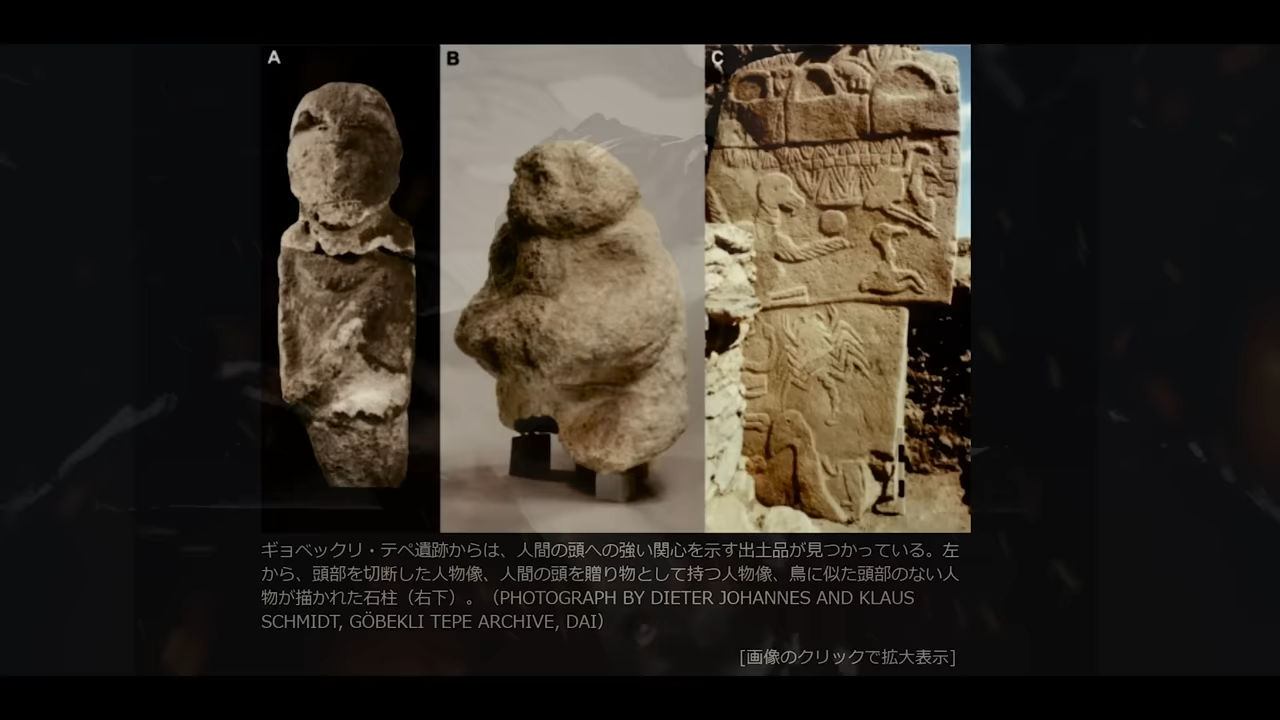 A B C
ギョベックリ・テペ遺跡からは、人間の頭への強い関心を示す出土品が見つかっている。左
から、頭部を切断した人物像、人間の頭を贈り物として持つ人物像、鳥に似た頭部のない人
物が描かれた石柱（右下）。（PHOTOGRAPH BY DIETER JOHANNES AND KLAUS
SCHMIDT, GÖBEKLI TEPE ARCHIVE, DAI）
[画像のクリックで拡大表示]